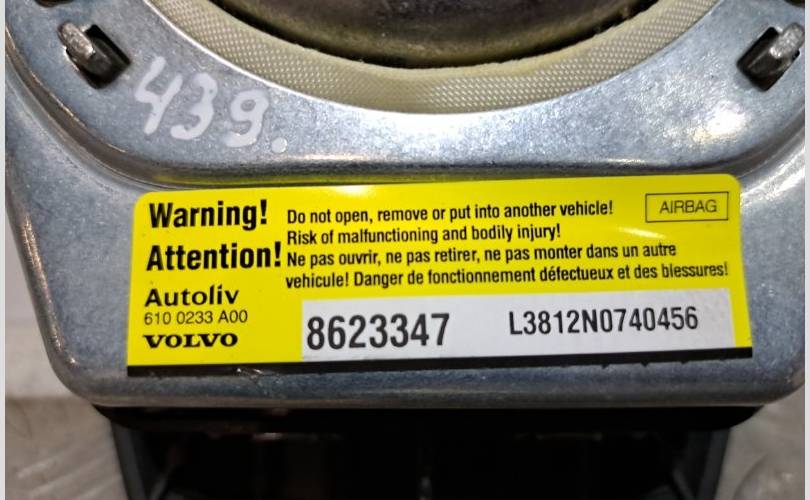 439.
Warning!
Do not open, remove or put into another vehicle!
AIRBAG
Risk of malfunctioning and bodily injury!
Attention!
Ne pas ouvrir, ne pas retirer, ne pas monter dans un autre
vehicule! Danger de fonctionnement défectueux et des blessures!
Autoliv
610 0233 A00
VOLVO
8623347
L3812N0740456